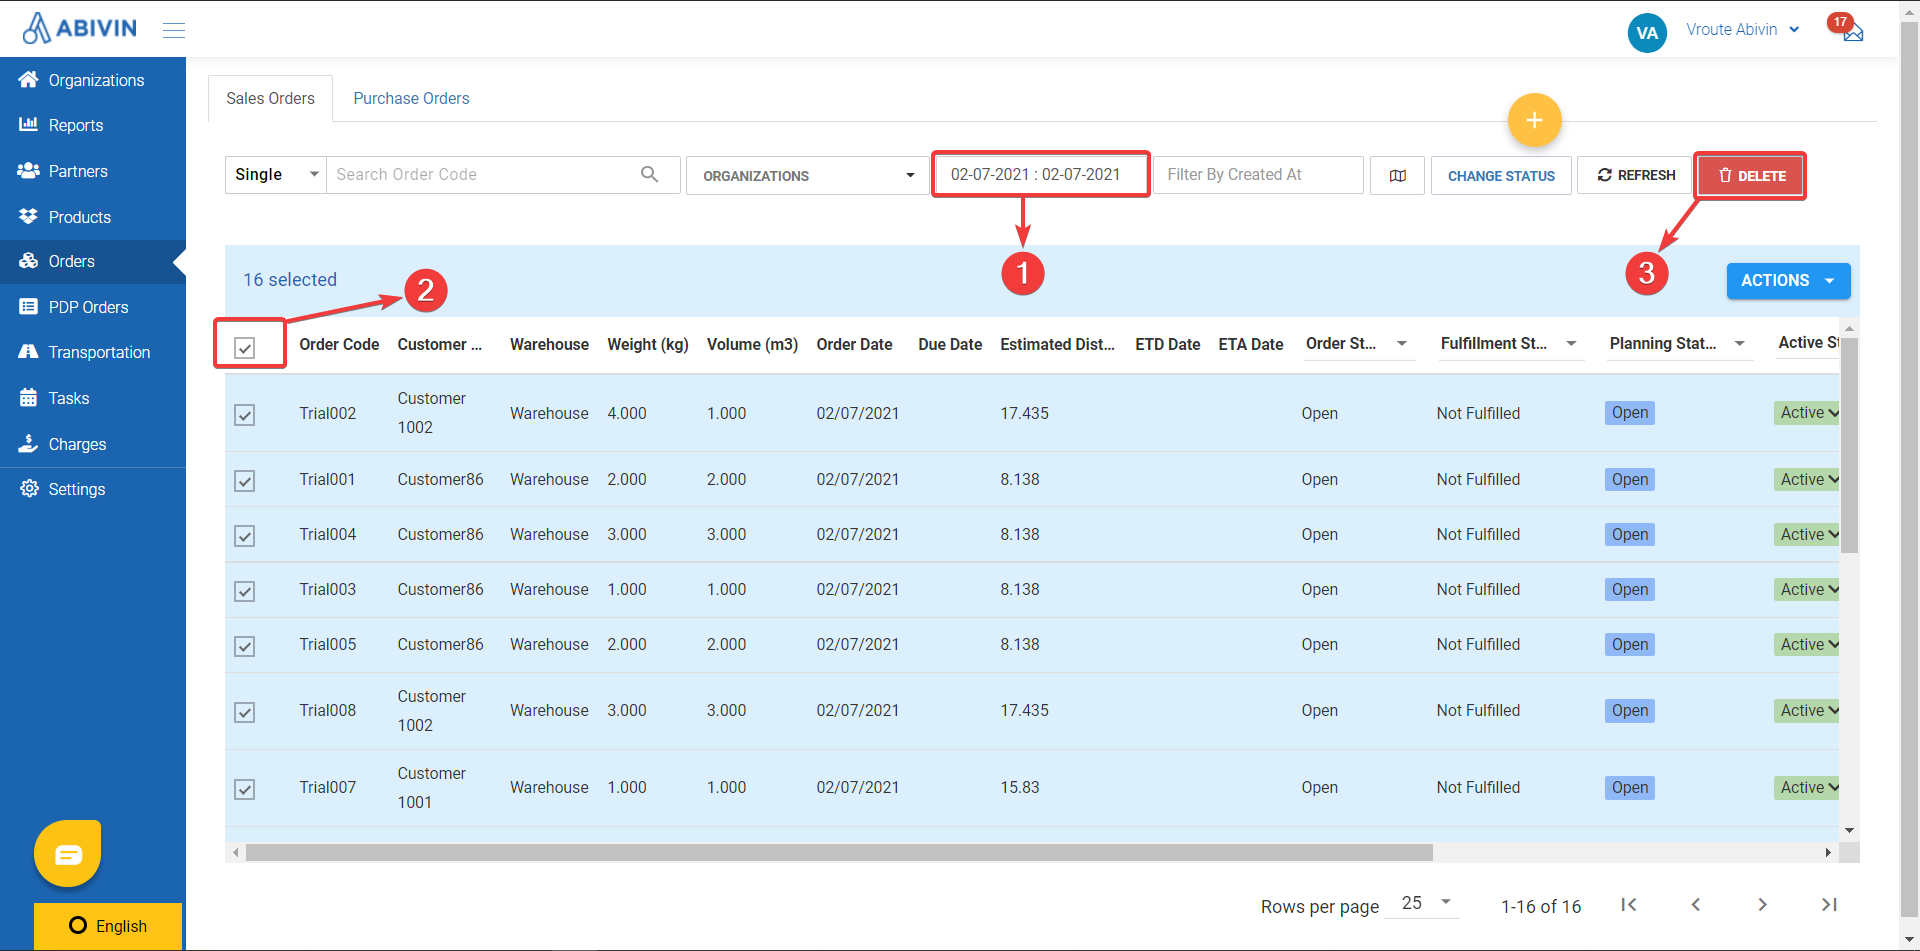 ABIVIN
VA
Vroute Abivin
17
Organizations
Reports
Partners
Products
Orders
PDP Orders
Transportation
Tasks
Charges
Settings
English
Sales Orders
Purchase Orders
+
Single
Search Order Code
ORGANIZATIONS
02-07-2021 : 02-07-2021
Filter By Created At
CHANGE STATUS
REFRESH
DELETE
1
2
3
16 selected
ACTIONS
Order Code Customer ... Warehouse Weight (kg) Volume (m3) Order Date Due Date Estimated Dist... ETD Date ETA Date Order St... Fulfillment St... Planning Stat... Active St
Trial002 Customer 1002 Warehouse 4.000 1.000 02/07/2021 17.435 Open Not Fulfilled Open Active
Trial001 Customer86 Warehouse 2.000 2.000 02/07/2021 8.138 Open Not Fulfilled Open Active
Trial004 Customer86 Warehouse 3.000 3.000 02/07/2021 8.138 Open Not Fulfilled Open Active
Trial003 Customer86 Warehouse 1.000 1.000 02/07/2021 8.138 Open Not Fulfilled Open Active
Trial005 Customer86 Warehouse 2.000 2.000 02/07/2021 8.138 Open Not Fulfilled Open Active
Trial008 Customer 1002 Warehouse 3.000 3.000 02/07/2021 17.435 Open Not Fulfilled Open Active
Trial007 Customer 1001 Warehouse 1.000 1.000 02/07/2021 15.83 Open Not Fulfilled Open Active
Rows per page 25 1-16 of 16